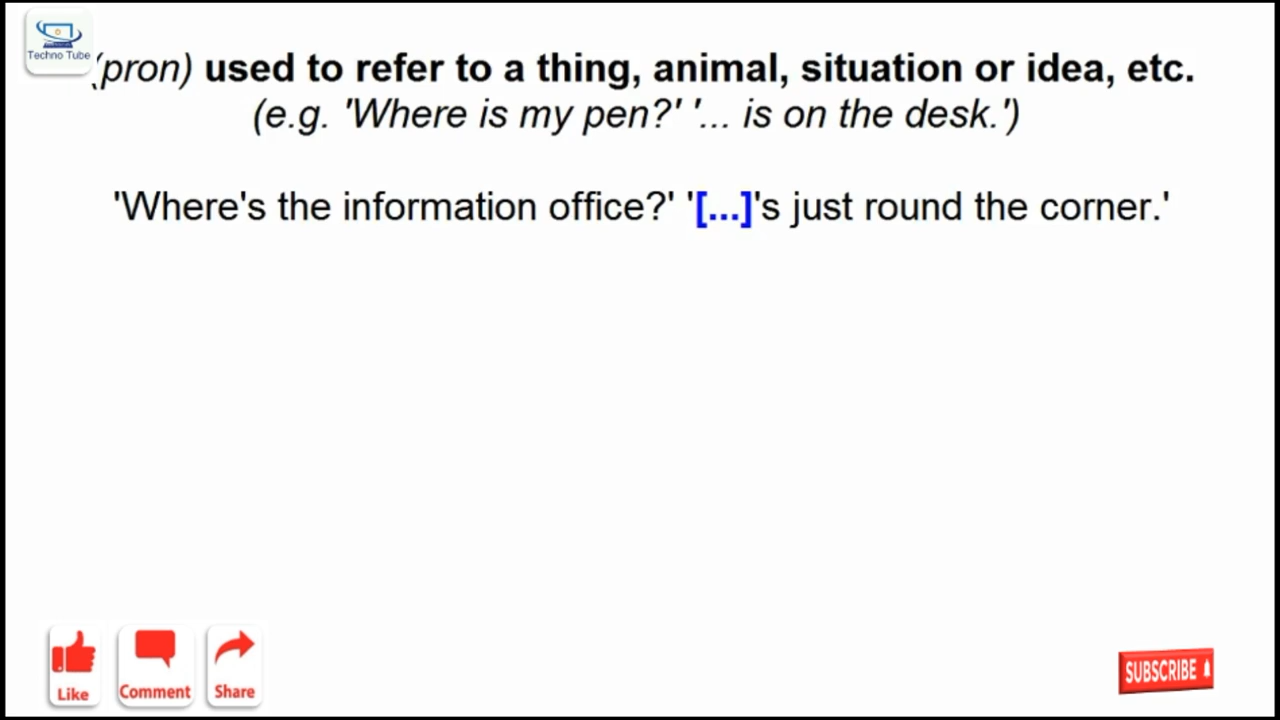 Techno Tube
(pron) used to refer to a thing, animal, situation or idea, etc.
(e.g. 'Where is my pen?' '... is on the desk.')
'Where's the information office?' '[...]'s just round the corner.'
Like
Comment
Share
SUBSCRIBE